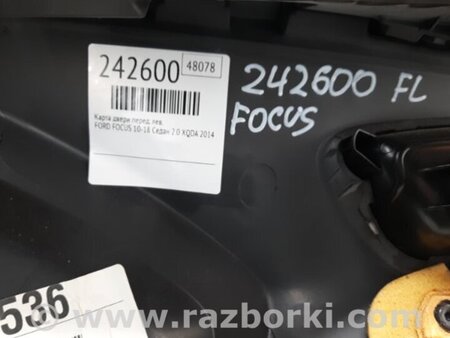 242600 48078
Карта двери перед. лев.
FORD FOCUS 10-18 Седан 2.0 XQDA 2014
242600 FL
FOCUS
536
www.razborki.com